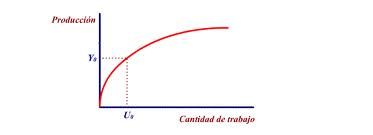 Producción
Y₀
U₀
Cantidad de trabajo